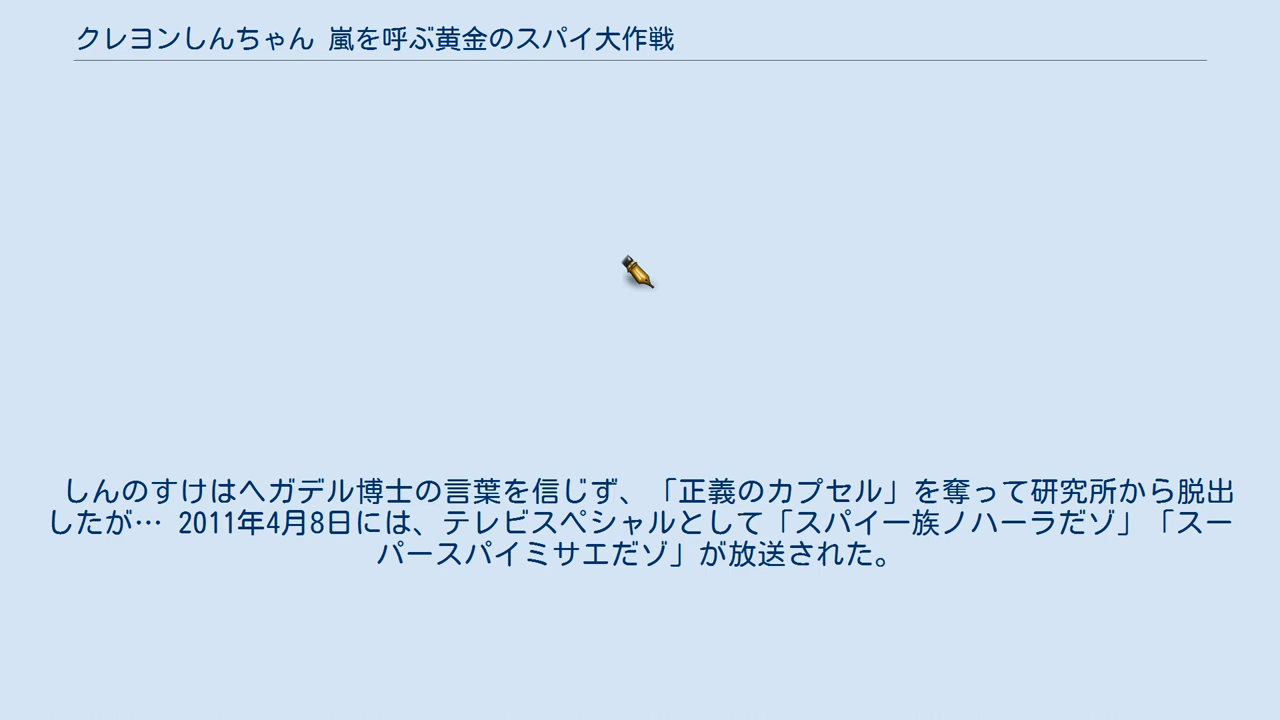 クレヨンしんちゃん 嵐を呼ぶ黄金のスパイ大作戦
しんのすけはヘガデル博士の言葉を信じず、「正義のカプセル」を奪って研究所から脱出
したが… 2011年4月8日には、テレビスペシャルとして「スパイ一族ノハーラだゾ」「スー
パースパイミサエだゾ」が放送された。